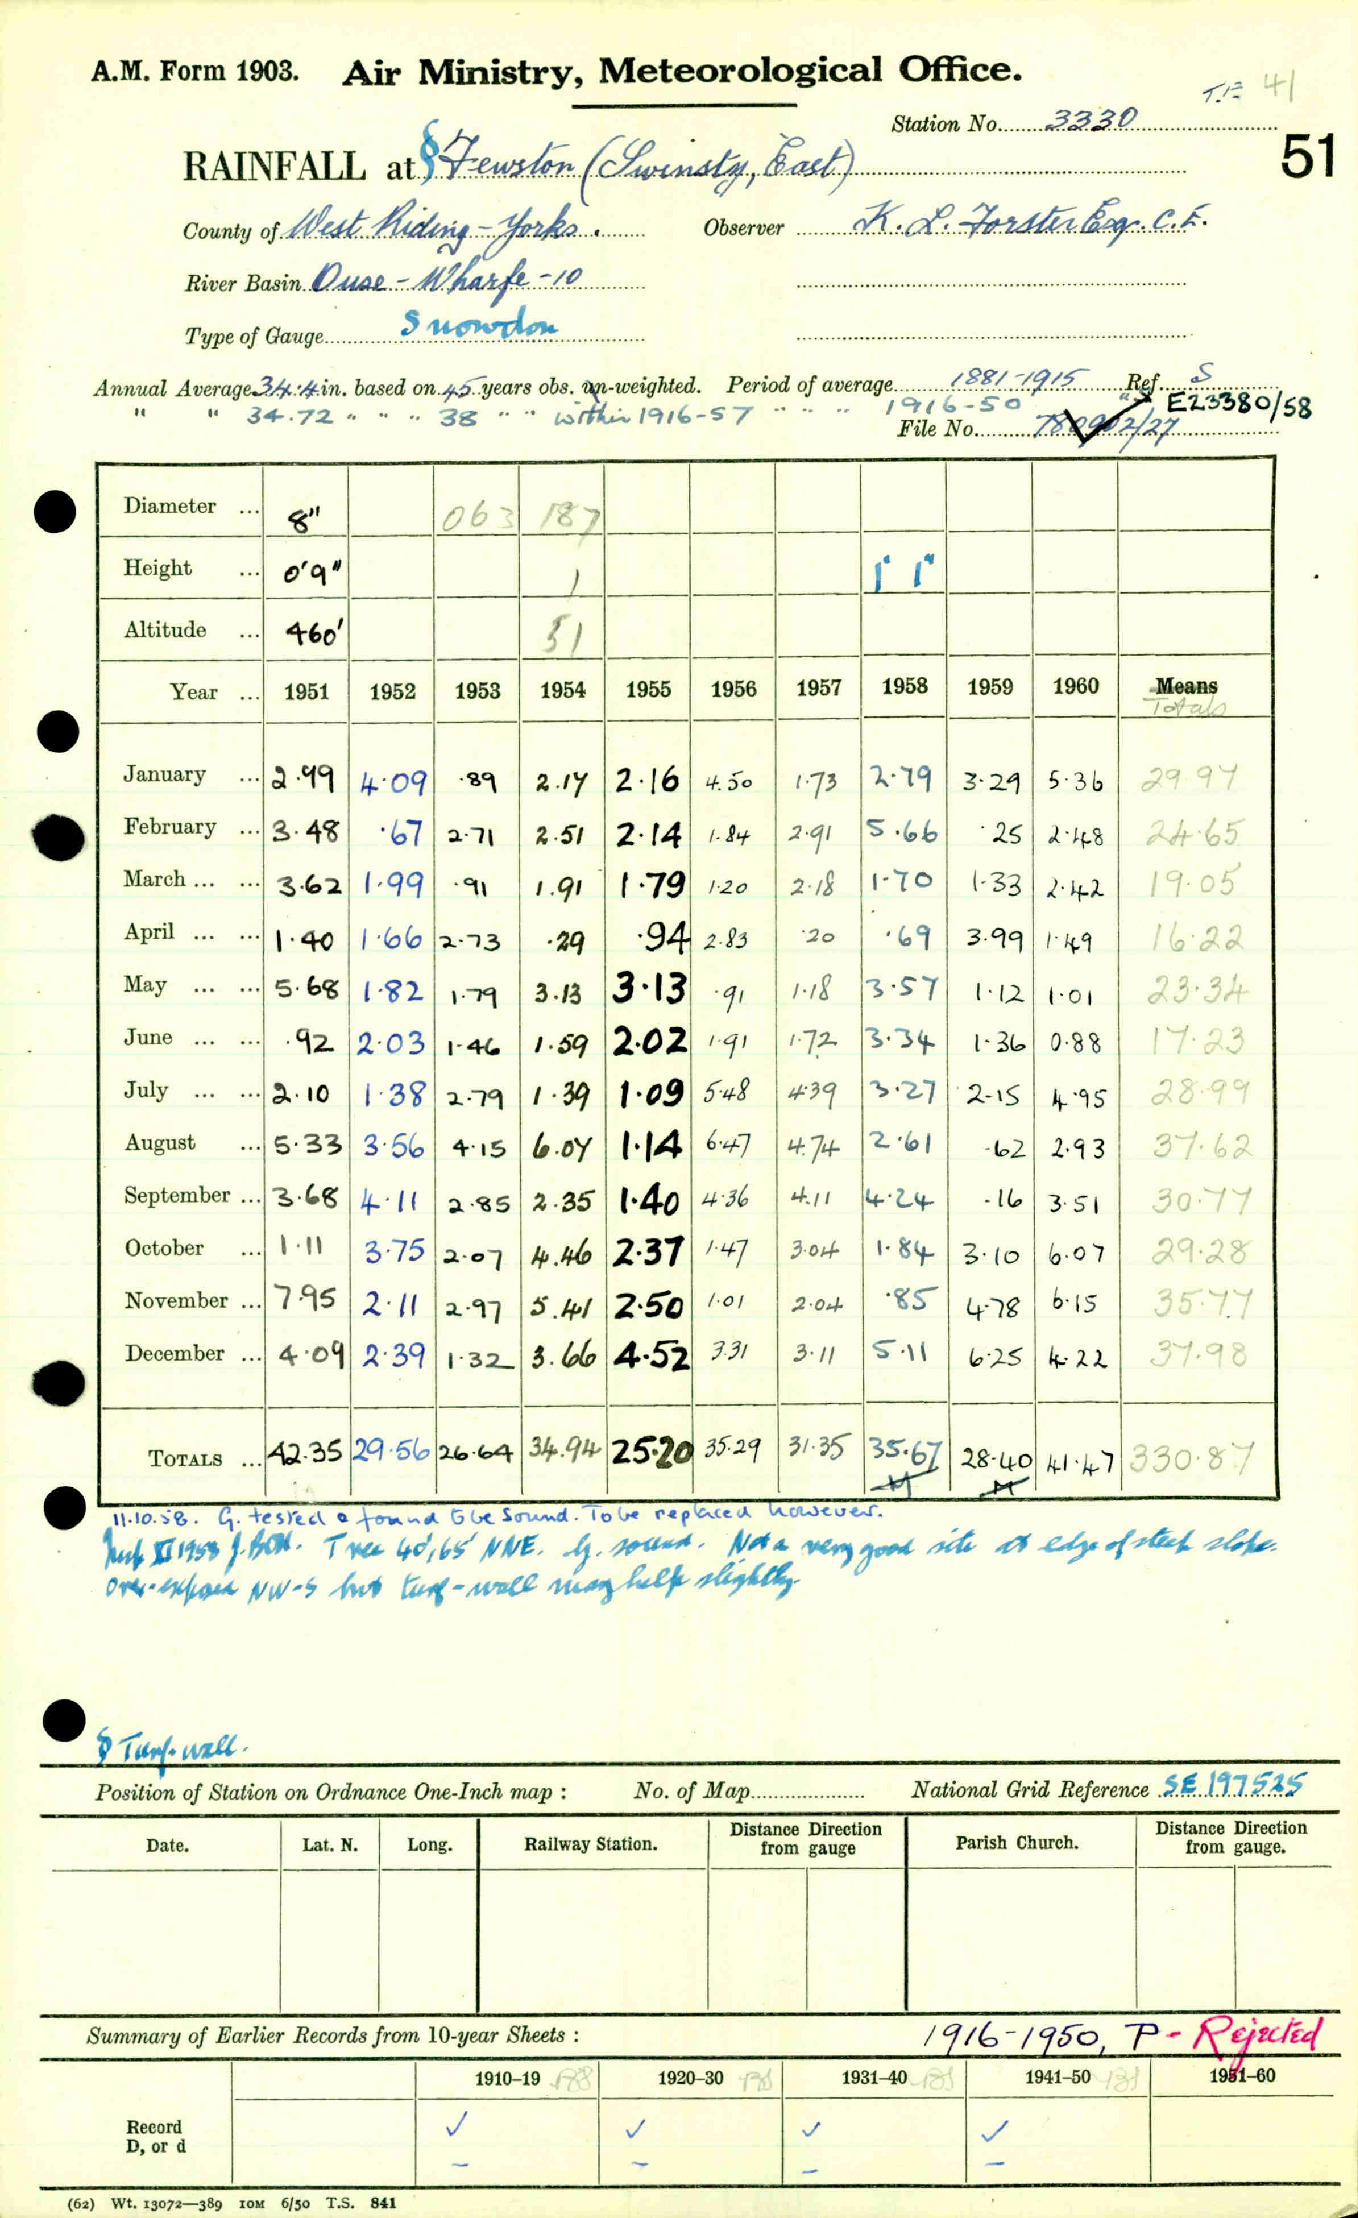 A.M. Form 1903. Air Ministry, Meteorological Office.
T.F. 41
Station No. 3330
51
RAINFALL at § Fewston (Swinsty, East)
County of West Riding - Yorks. Observer K. L. Forster Esq. C.E.
River Basin Ouse - Wharfe - 10
Type of Gauge Snowdon
Annual Average 34.4 in. based on 45 years obs. un-weighted. Period of average 1881-1915 Ref. S
" " 34.72 " " " 38 " " within 1916-57 " " " 1916-50 " E23380/58
File No. 780902/27
Diameter ... 8" 063 187
Height ... 0'9" 1 1' 1"
Altitude ... 460' 51
Year ... 1951 1952 1953 1954 1955 1956 1957 1958 1959 1960 Means
Totals
January ... 2.99 4.09 .89 2.17 2.16 4.50 1.73 2.79 3.29 5.36 29.97
February ... 3.48 .67 2.71 2.51 2.14 1.84 2.91 5.66 .25 2.48 24.65
March ... ... 3.62 1.99 .91 1.91 1.79 1.20 2.18 1.70 1.33 2.42 19.05
April ... ... 1.40 1.66 2.73 .29 .94 2.83 .20 .69 3.99 1.49 16.22
May ... ... 5.68 1.82 1.79 3.13 3.13 .91 1.18 3.57 1.12 1.01 23.34
June ... ... .92 2.03 1.46 1.59 2.02 1.91 1.72 3.34 1.36 0.88 17.23
July ... ... 2.10 1.38 2.79 1.39 1.09 5.48 4.39 3.27 2.15 4.95 28.99
August ... 5.33 3.56 4.15 6.07 1.14 6.47 4.74 2.61 .62 2.93 37.62
September ... 3.68 4.11 2.85 2.35 1.40 4.36 4.11 4.24 .16 3.51 30.77
October ... 1.11 3.75 2.07 4.46 2.37 1.47 3.04 1.84 3.10 6.07 29.28
November ... 7.95 2.11 2.97 5.41 2.50 1.01 2.04 .85 4.78 6.15 35.77
December ... 4.09 2.39 1.32 3.66 4.52 3.31 3.11 5.11 6.25 4.22 37.98
TOTALS ... 42.35 29.56 26.64 34.94 25.20 35.29 31.35 35.67 28.40 41.47 330.87
11.10.58. G. tested & found to be sound. To be replaced however.
XI 1958 Tree 40', 65' NNE. G. sound. Not a very good site at edge of steep slope.
Over-exposed NW-S but turf-wall may help slightly
§ Turf-wall.
Position of Station on Ordnance One-Inch map : No. of Map National Grid Reference SE 197525
Date. Lat. N. Long. Railway Station. Distance from gauge Direction Parish Church. Distance from gauge. Direction
Summary of Earlier Records from 10-year Sheets : 1916-1950, P - Rejected
1910–19 1920–30 1931–40 1941–50 1951–60
Record ✓ ✓ ✓ ✓
D, or d – – – –
(62) Wt. 13072—389 10M 6/50 T.S. 841